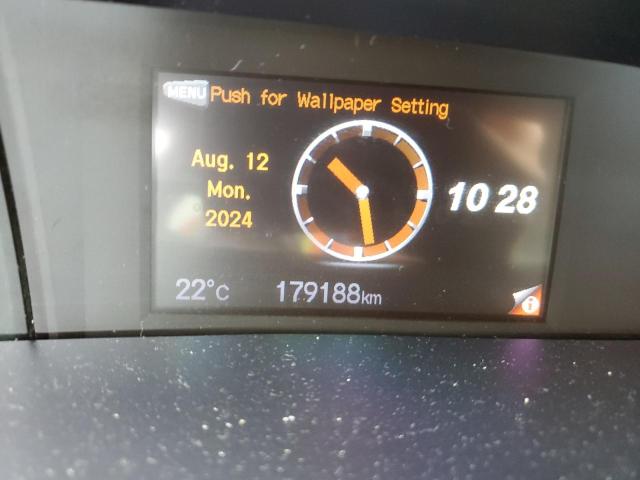 MENU Push for Wallpaper Setting
Aug. 12
Mon.
2024
10 28
22°C 179188km
i